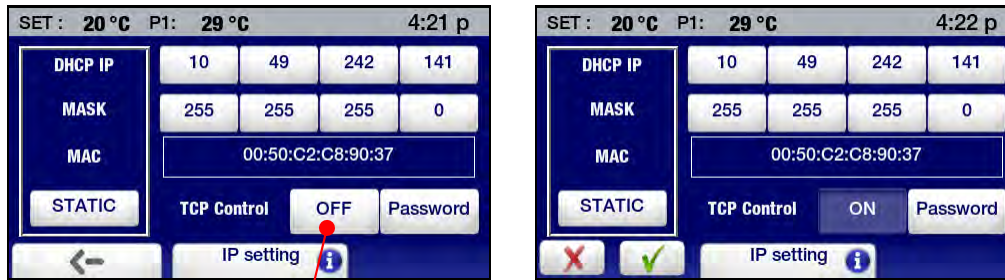 SET : 20 °C P1: 29 °C 4:21 p
DHCP IP 10 49 242 141
MASK 255 255 255 0
MAC 00:50:C2:C8:90:37
STATIC TCP Control OFF Password
IP setting i
SET : 20 °C P1: 29 °C 4:22 p
DHCP IP 10 49 242 141
MASK 255 255 255 0
MAC 00:50:C2:C8:90:37
STATIC TCP Control ON Password
IP setting i